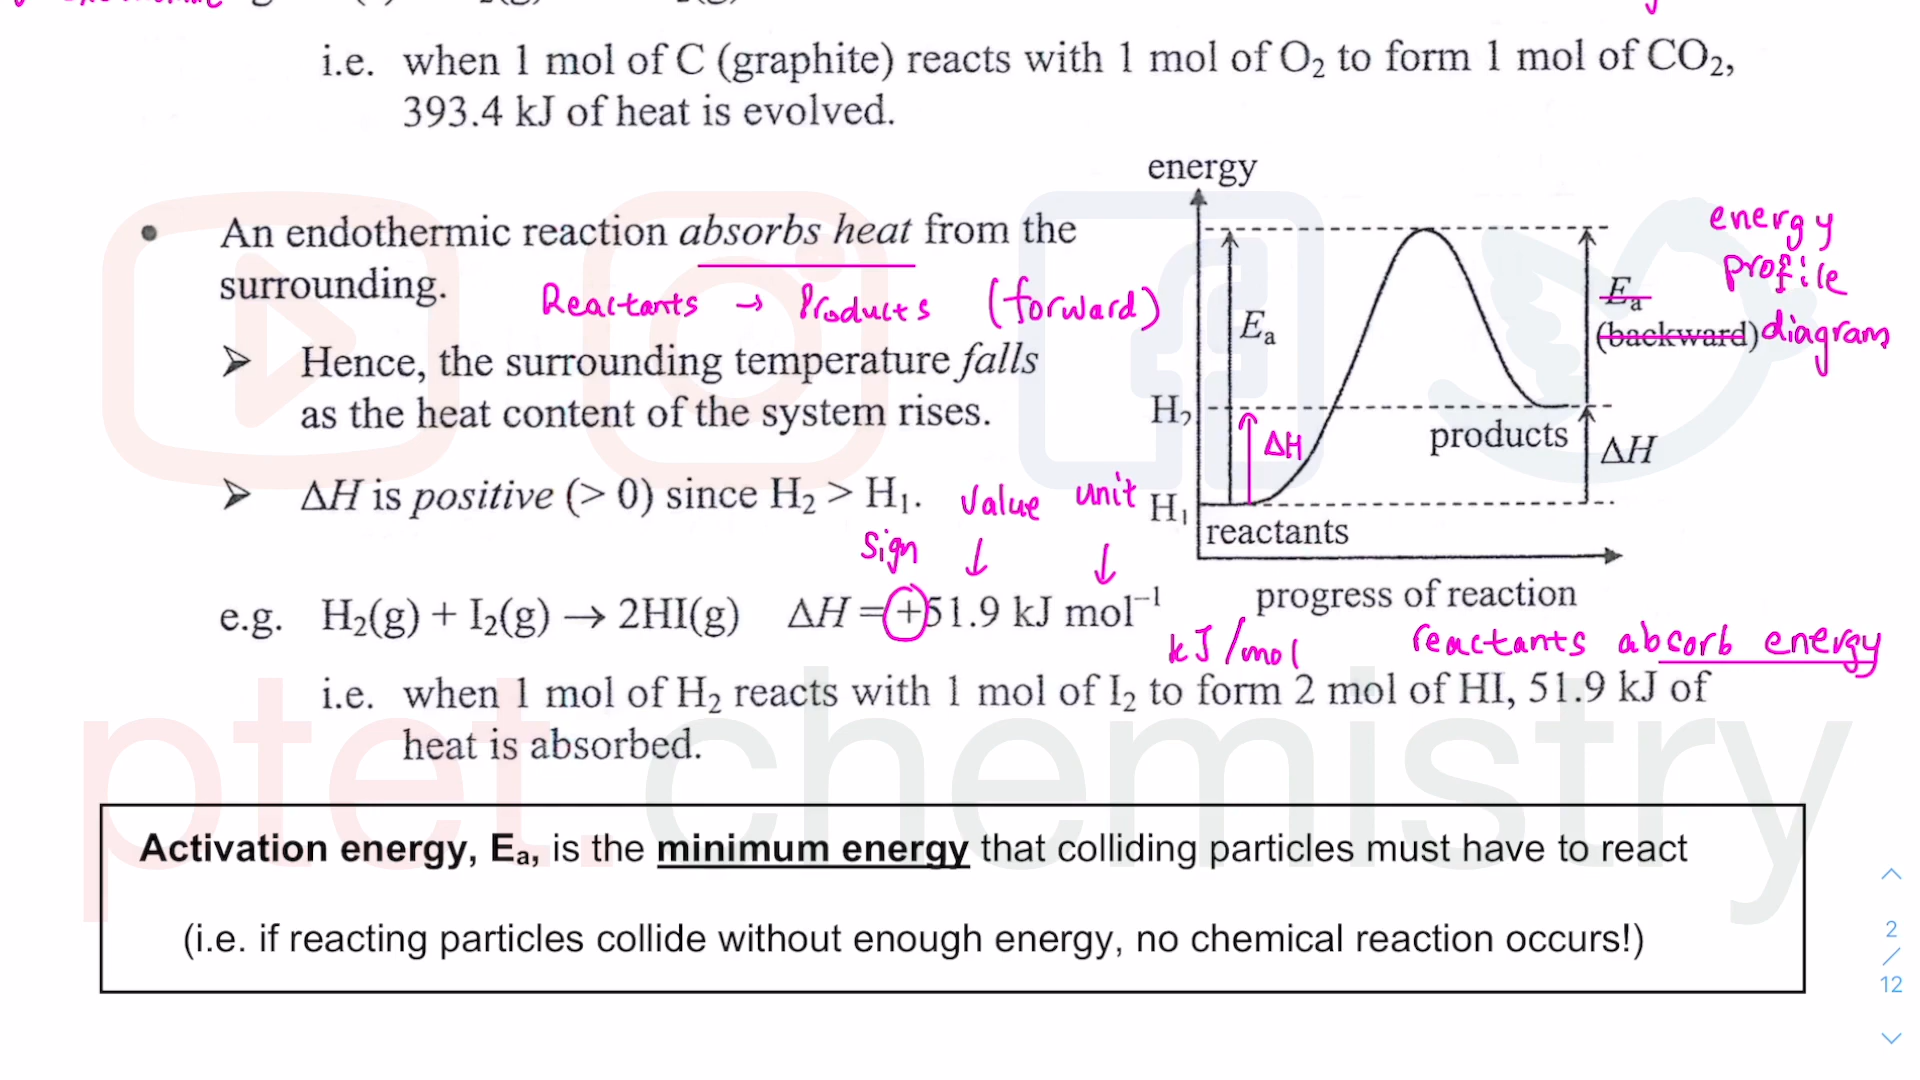 i.e. when 1 mol of C (graphite) reacts with 1 mol of O₂ to form 1 mol of CO₂,
393.4 kJ of heat is evolved.
• An endothermic reaction absorbs heat from the
surrounding.
Reactants → Products (forward)
➢ Hence, the surrounding temperature falls
as the heat content of the system rises.
➢ ΔH is positive (> 0) since H₂ > H₁.
sign value unit
↓ ↓
e.g. H₂(g) + I₂(g) → 2HI(g) ΔH = +51.9 kJ mol⁻¹
kJ/mol
energy
Eₐ
Eₐ
(backward)
energy
profile
diagram
H₂
ΔH
products
ΔH
H₁
reactants
progress of reaction
reactants absorb energy
i.e. when 1 mol of H₂ reacts with 1 mol of I₂ to form 2 mol of HI, 51.9 kJ of
heat is absorbed.
ptet.chemistry
Activation energy, Eₐ, is the minimum energy that colliding particles must have to react
(i.e. if reacting particles collide without enough energy, no chemical reaction occurs!)
2
/
12